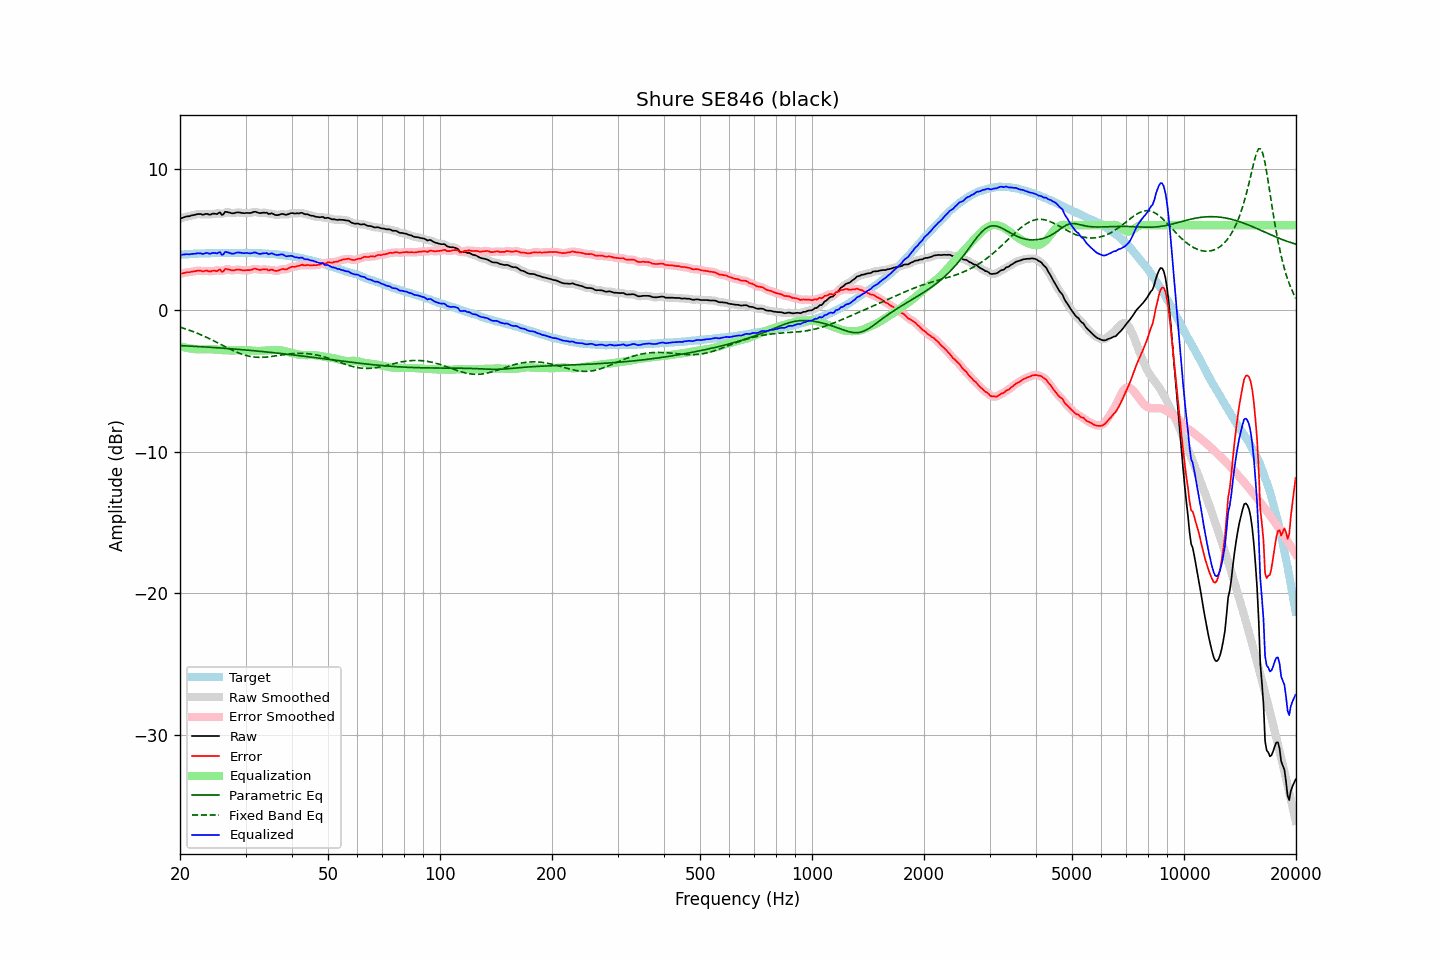 Shure SE846 (black)
10
0
−10
−20
−30
Amplitude (dBr)
Target
Raw Smoothed
Error Smoothed
Raw
Error
Equalization
Parametric Eq
Fixed Band Eq
Equalized
20 50 100 200 500 1000 2000 5000 10000 20000
Frequency (Hz)